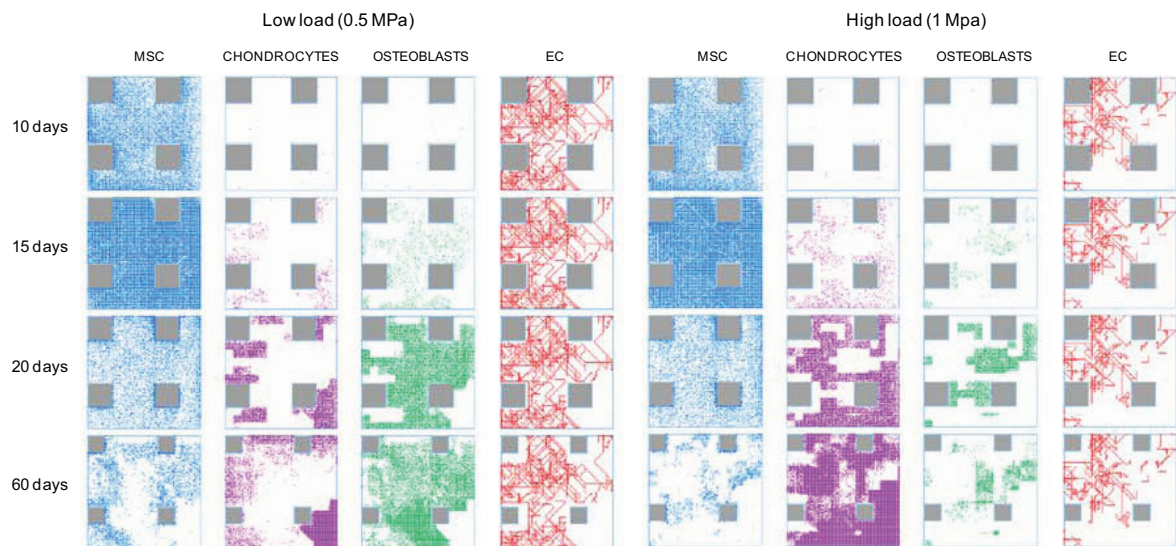 Low load (0.5 MPa) High load (1 Mpa)
MSC CHONDROCYTES OSTEOBLASTS EC MSC CHONDROCYTES OSTEOBLASTS EC
10 days
15 days
20 days
60 days